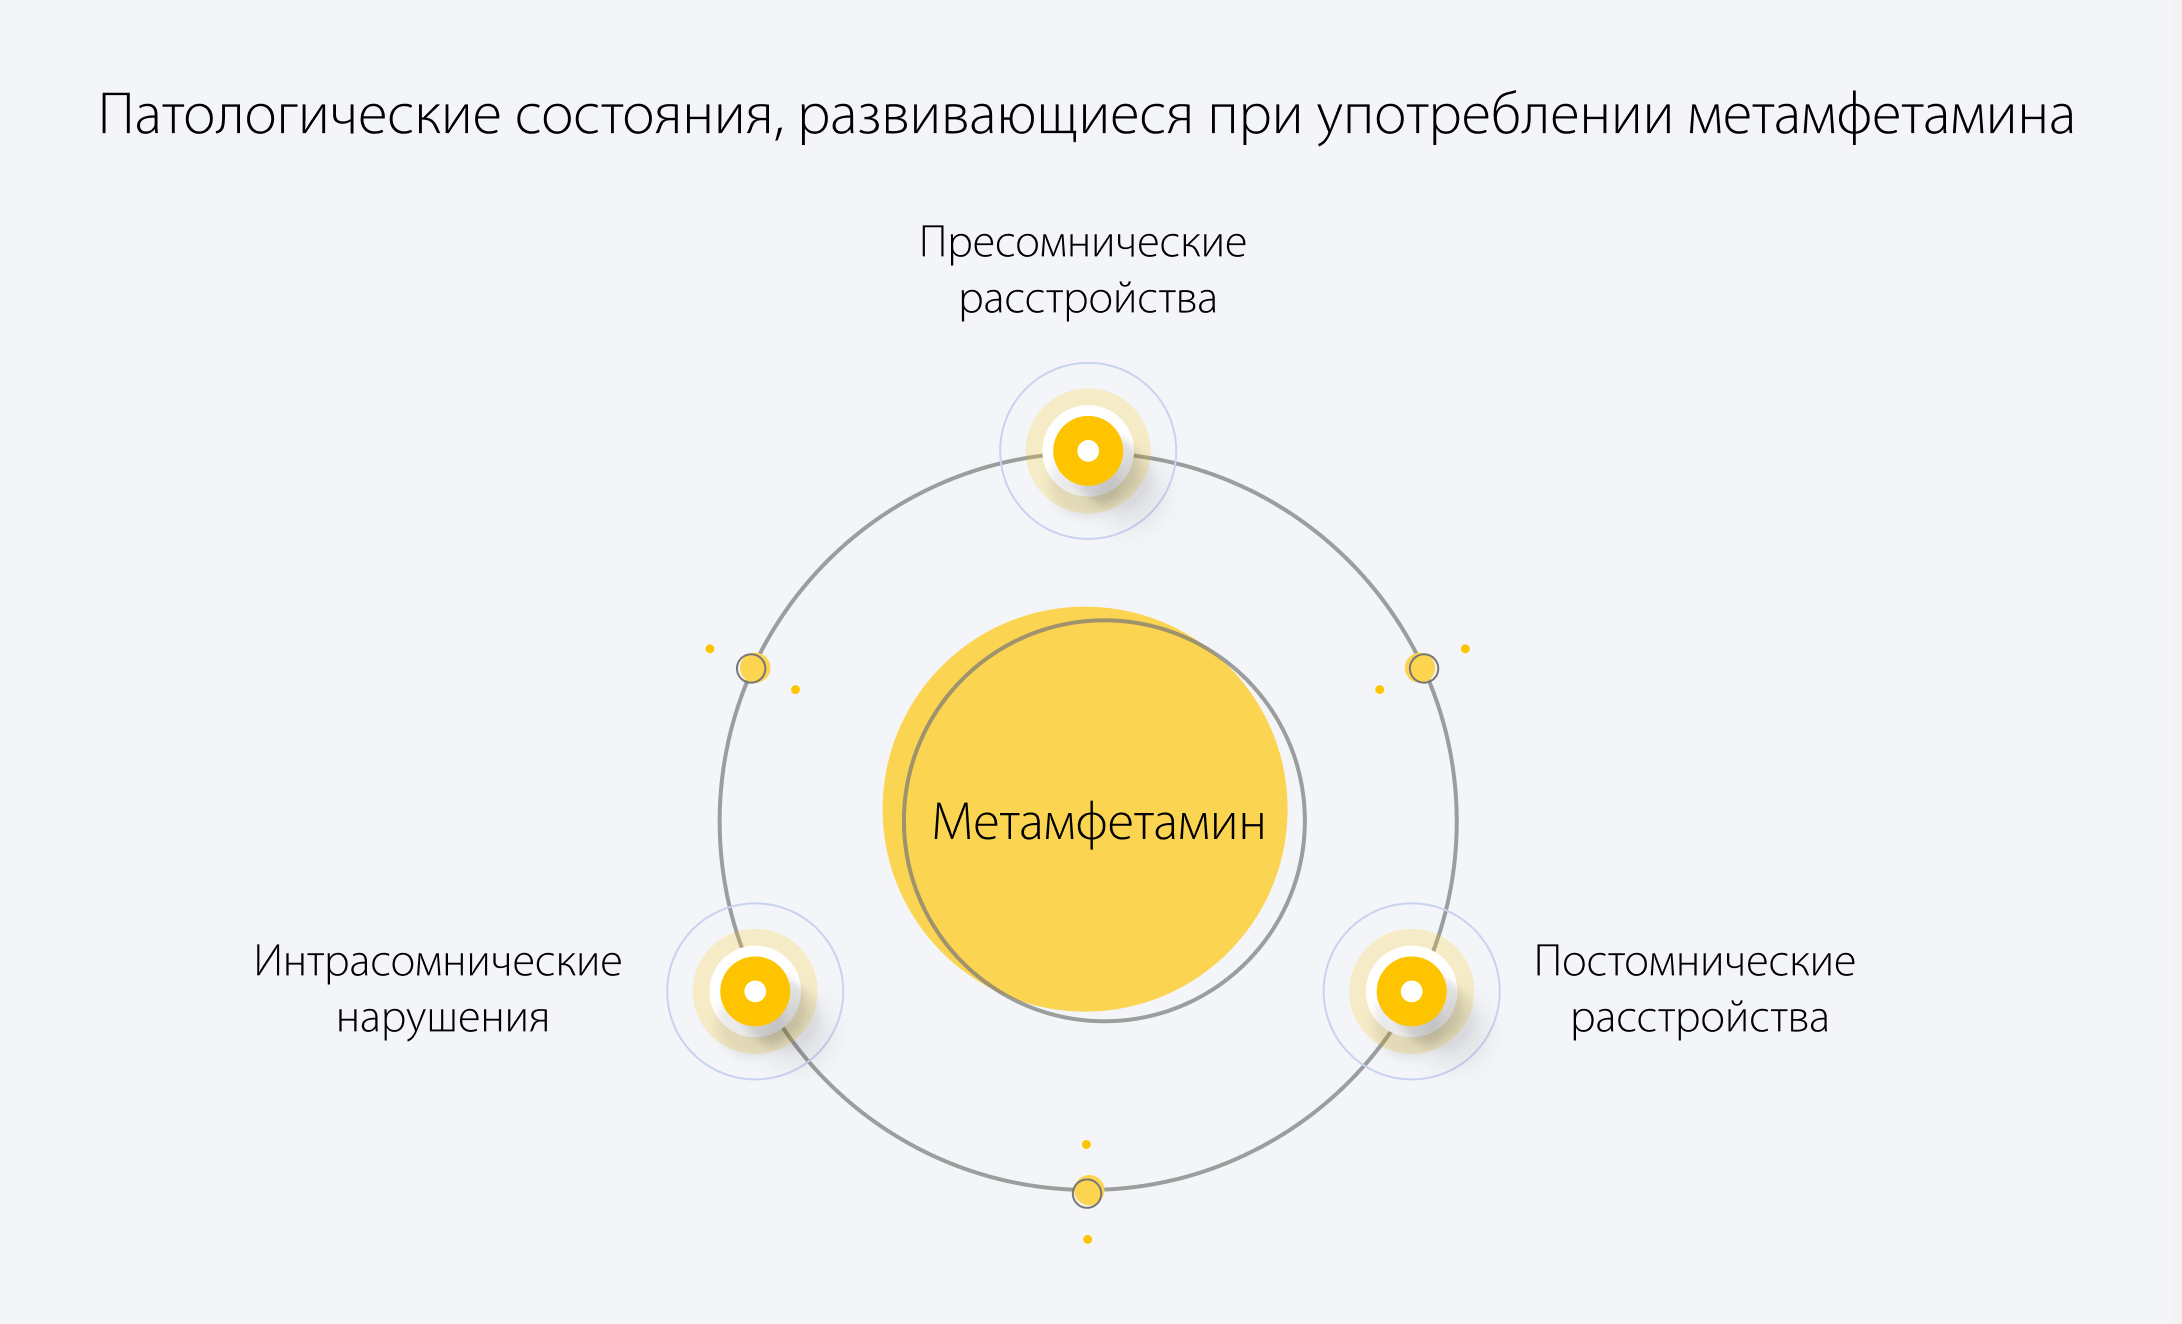 Патологические состояния, развивающиеся при употреблении метамфетамина
Пресомнические
расстройства
Метамфетамин
Интрасомнические
нарушения
Постомнические
расстройства